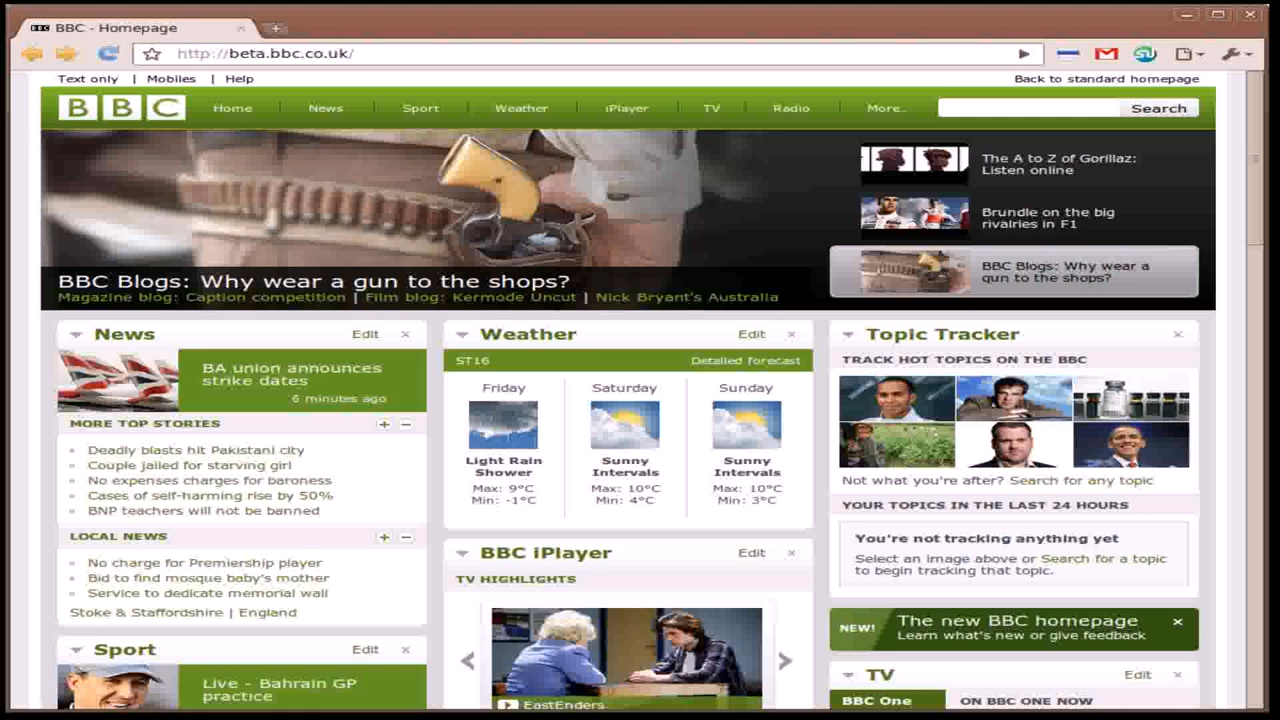 BBC - Homepage
http://beta.bbc.co.uk/
Text only | Mobiles | Help
Back to standard homepage
BBC
Home News Sport Weather iPlayer TV Radio More..
Search
The A to Z of Gorillaz:
Listen online
Brundle on the big
rivalries in F1
BBC Blogs: Why wear a
gun to the shops?
BBC Blogs: Why wear a gun to the shops?
Magazine blog: Caption competition | Film blog: Kermode Uncut | Nick Bryant's Australia
News
Edit
BA union announces
strike dates
6 minutes ago
MORE TOP STORIES
Deadly blasts hit Pakistani city
Couple jailed for starving girl
No expenses charges for baroness
Cases of self-harming rise by 50%
BNP teachers will not be banned
LOCAL NEWS
No charge for Premiership player
Bid to find mosque baby's mother
Service to dedicate memorial wall
Stoke & Staffordshire | England
Sport
Edit
Live - Bahrain GP
practice
Weather
Edit
ST16
Detailed forecast
Friday Saturday Sunday
Light Rain
Shower
Max: 9°C
Min: -1°C
Sunny
Intervals
Max: 10°C
Min: 4°C
Sunny
Intervals
Max: 10°C
Min: 3°C
BBC iPlayer
Edit
TV HIGHLIGHTS
EastEnders
Topic Tracker
TRACK HOT TOPICS ON THE BBC
Not what you're after? Search for any topic
YOUR TOPICS IN THE LAST 24 HOURS
You're not tracking anything yet
Select an image above or Search for a topic
to begin tracking that topic.
NEW!
The new BBC homepage
Learn what's new or give feedback
TV
Edit
BBC One
ON BBC ONE NOW